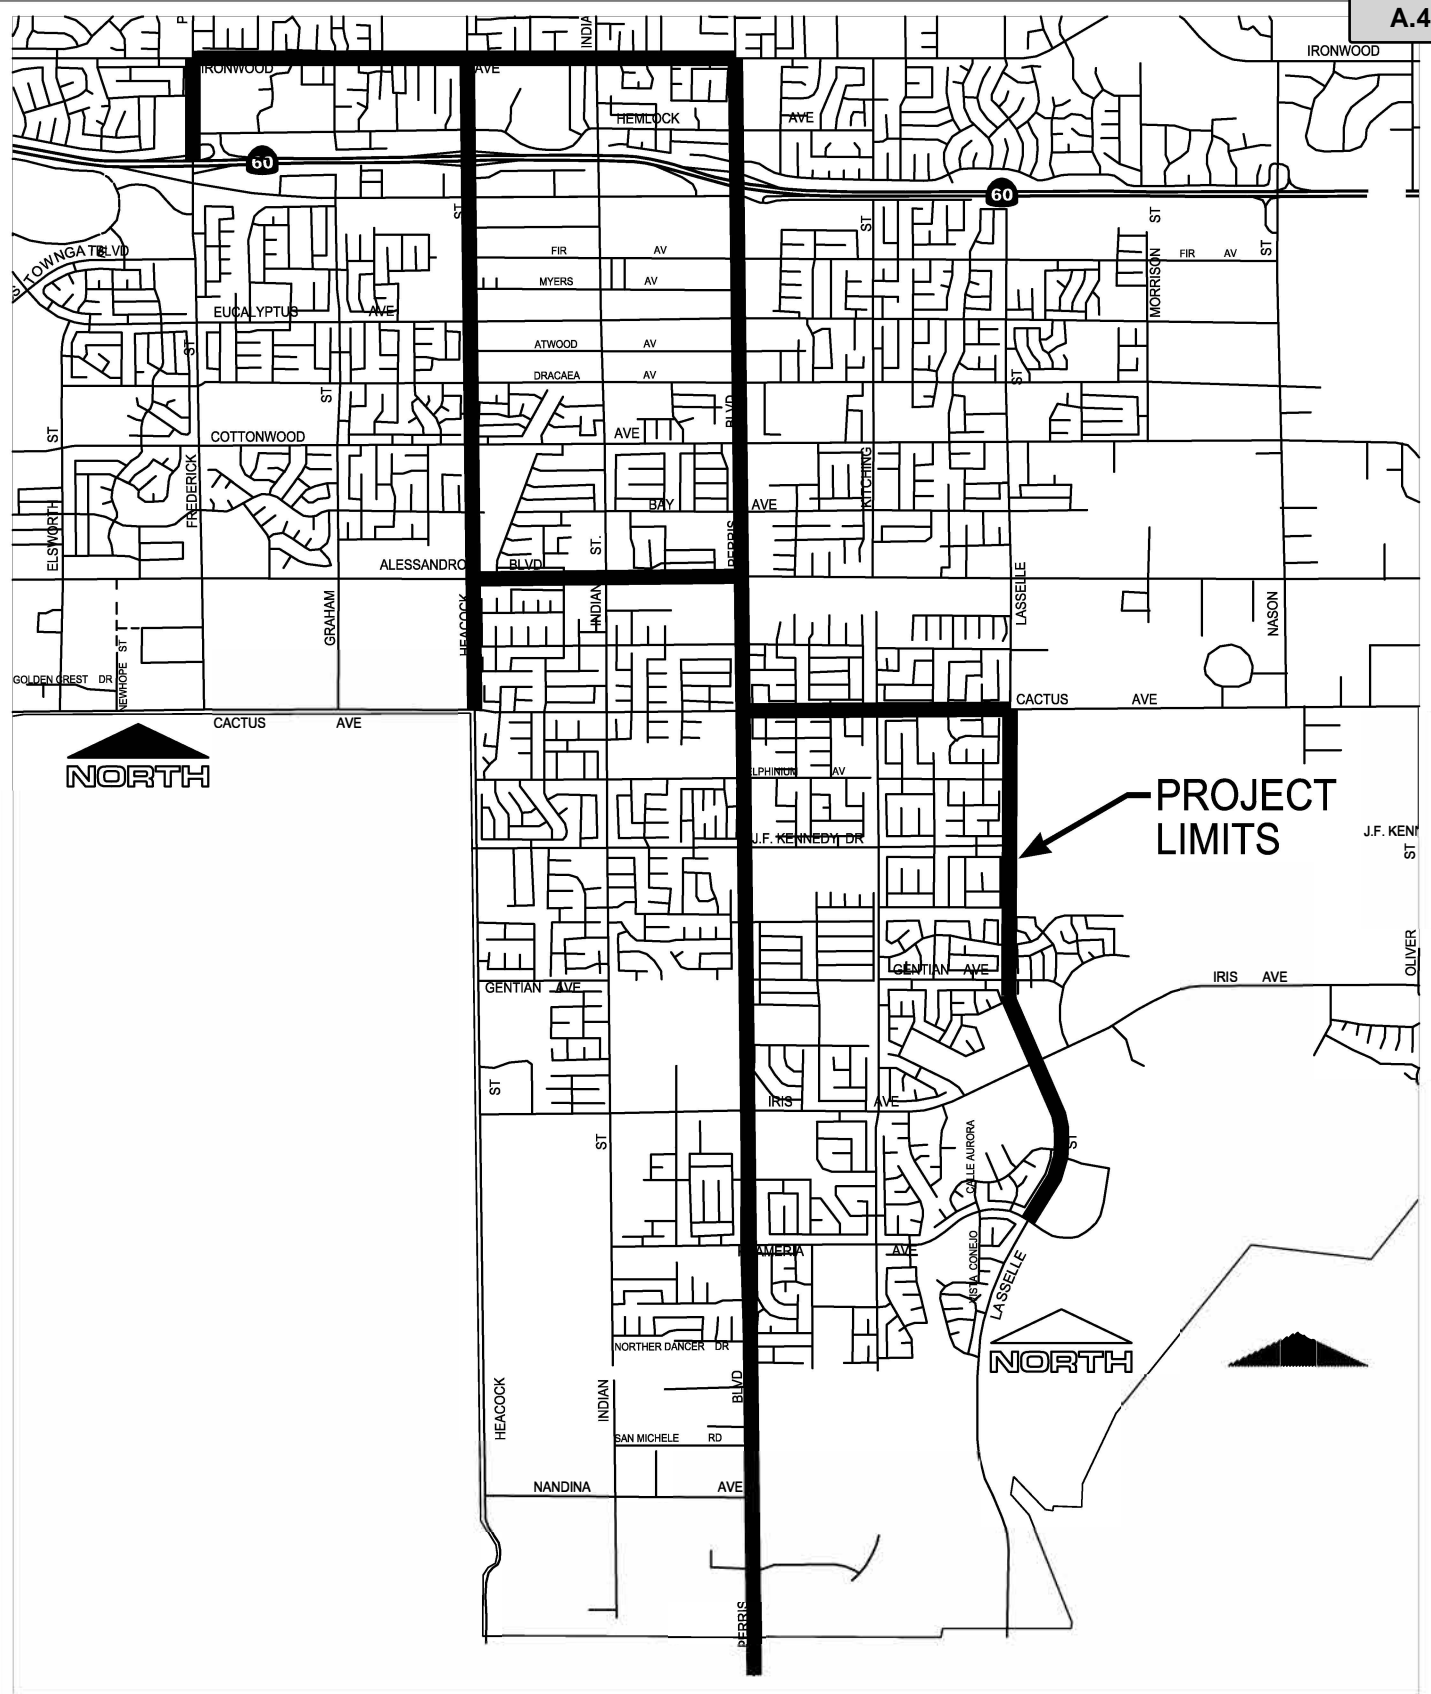 A.4
INDIA
IRONWOOD
IRONWOOD AVE
HEMLOCK AVE
60
60
ST
ST
ST
ST
TOWNGATE BLVD
FIR AV
FIR AV
MYERS AV
MORRISON
EUCALYPTUS AVE
ATWOOD AV
ST
DRACAEA AV
ST
ST
BLVD
ST
COTTONWOOD AVE
FREDERICK
KITCHING
BAY AVE
ELSWORTH
PERRIS
ST.
ALESSANDRO BLVD
LASSELLE
GRAHAM
HEACOCK
INDIAN
NASON
NEWHOPE ST
GOLDEN CREST DR
CACTUS AVE
CACTUS AVE
NORTH
ELPHINIUM AV
PROJECT
LIMITS
J.F. KENNEDY DR
J.F. KEN
ST
OLIVER
GENTIAN AVE
IRIS AVE
GENTIAN AVE
ST
IRIS AVE
ST
CALLE AURORA
ST
AMERIA AVE
VISTA CONEJO
LASSELLE
NORTHER DANCER DR
NORTH
BLVD
HEACOCK
INDIAN
SAN MICHELE RD
NANDINA AVE
PERRIS